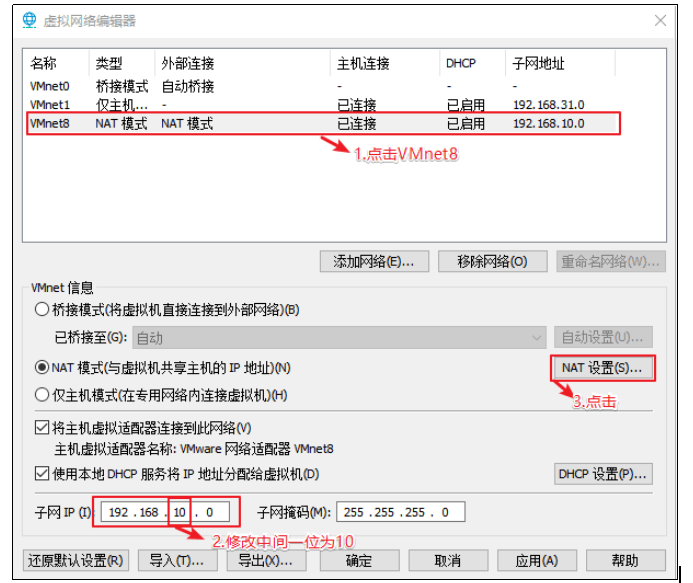 虚拟网络编辑器
名称 类型 外部连接 主机连接 DHCP 子网地址
VMnet0 桥接模式 自动桥接 - - -
VMnet1 仅主机... - 已连接 已启用 192.168.31.0
VMnet8 NAT 模式 NAT 模式 已连接 已启用 192.168.10.0
1.点击VMnet8
添加网络(E)... 移除网络(O) 重命名网络(W)...
VMnet 信息
桥接模式(将虚拟机直接连接到外部网络)(B)
已桥接至(G): 自动 自动设置(U)...
NAT 模式(与虚拟机共享主机的 IP 地址)(N) NAT 设置(S)...
仅主机模式(在专用网络内连接虚拟机)(H)
3.点击
将主机虚拟适配器连接到此网络(V)
主机虚拟适配器名称: VMware 网络适配器 VMnet8
使用本地 DHCP 服务将 IP 地址分配给虚拟机(D) DHCP 设置(P)...
子网 IP (I): 192 . 168 . 10 . 0 子网掩码(M): 255 . 255 . 255 . 0
2.修改中间一位为10
还原默认设置(R) 导入(T)... 导出(X)... 确定 取消 应用(A) 帮助